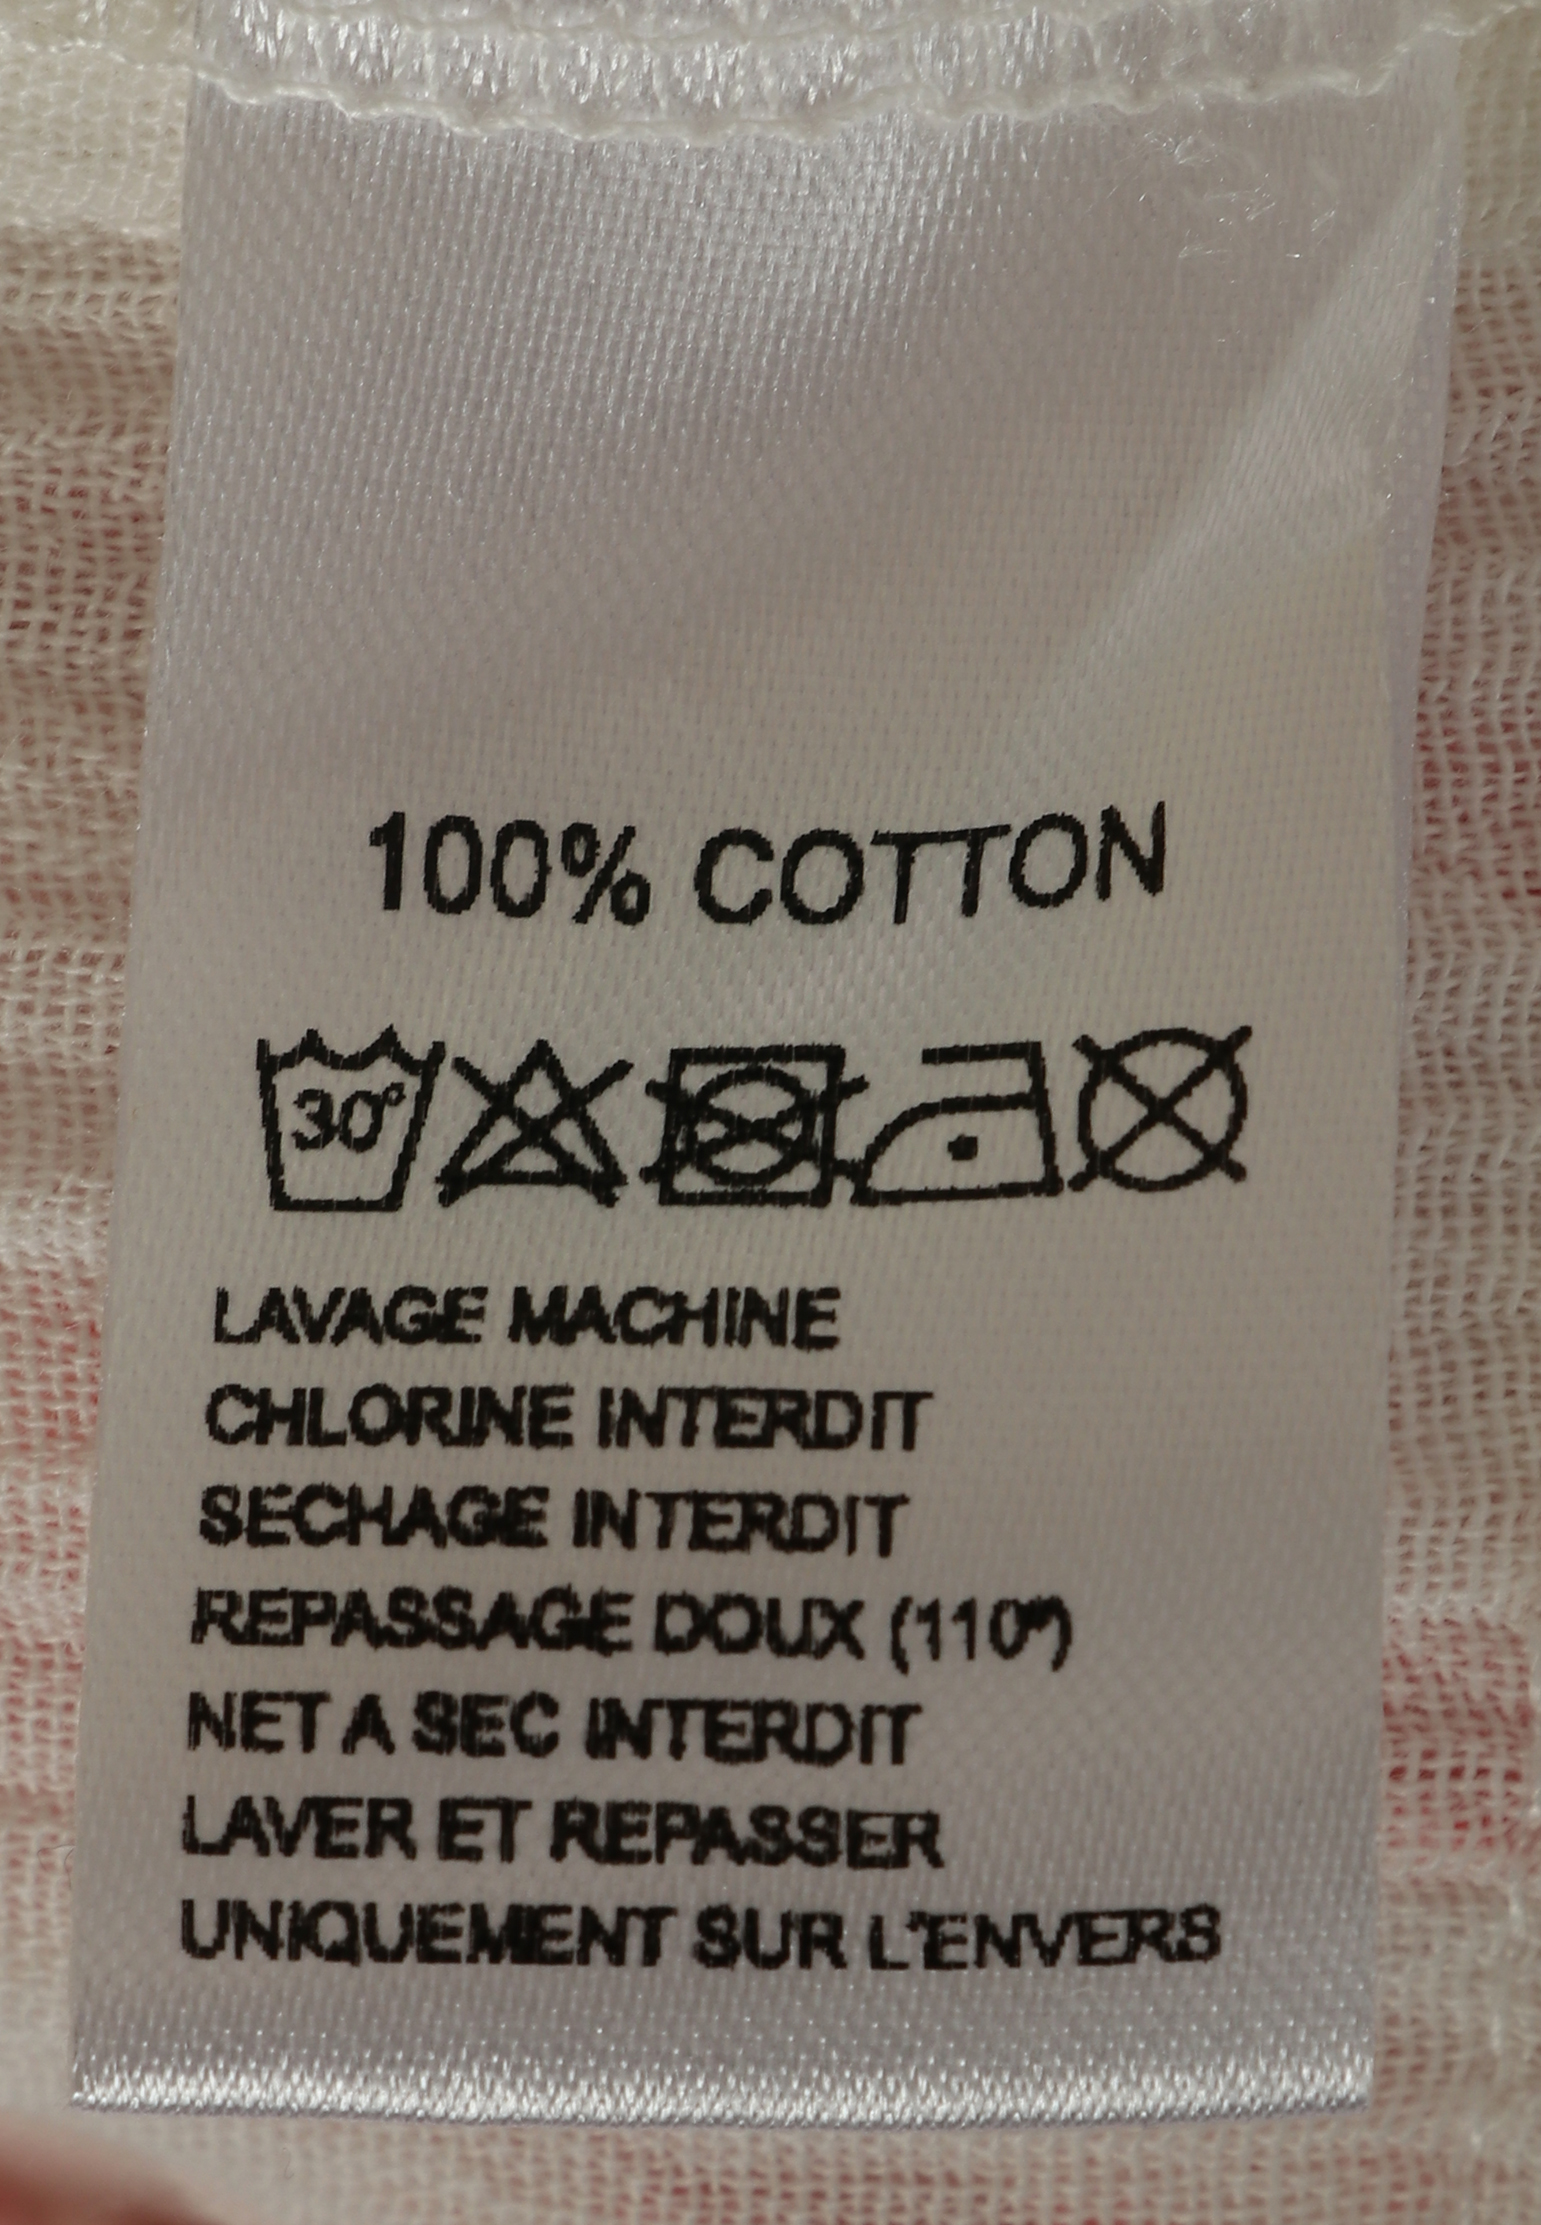 100% COTTON
30°
LAVAGE MACHINE
CHLORINE INTERDIT
SECHAGE INTERDIT
REPASSAGE DOUX (110°)
NET A SEC INTERDIT
LAVER ET REPASSER
UNIQUEMENT SUR L'ENVERS